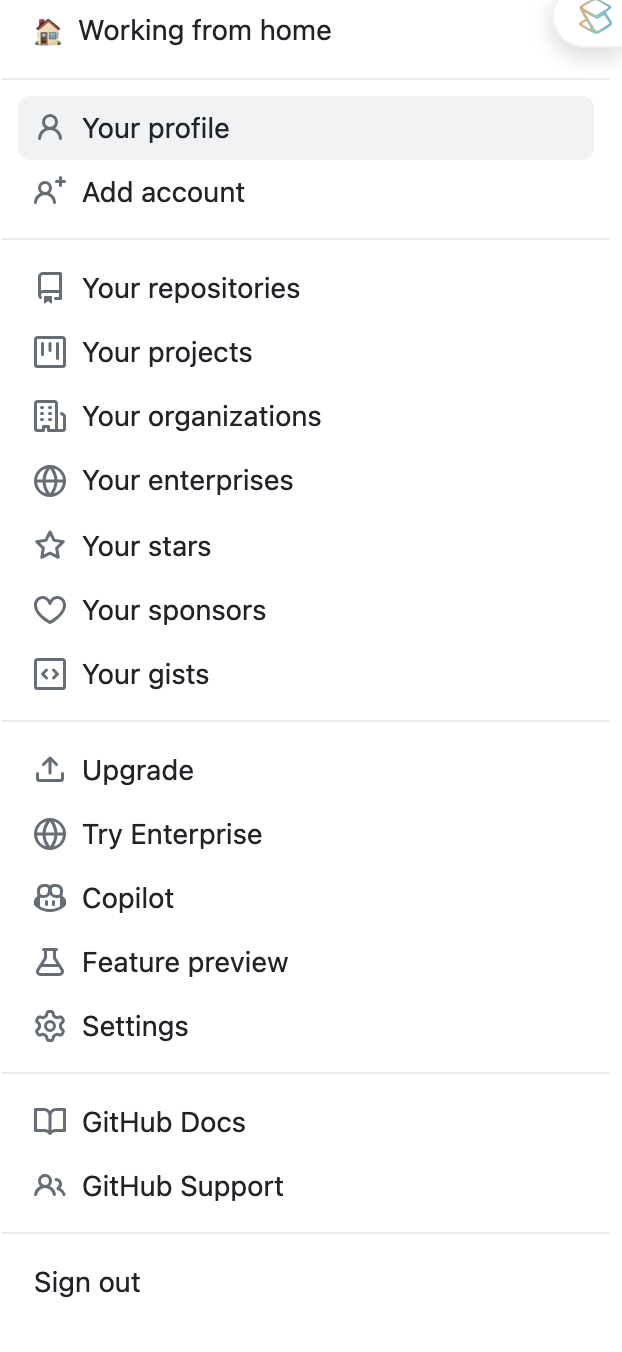 Working from home
Your profile
Add account
Your repositories
Your projects
Your organizations
Your enterprises
Your stars
Your sponsors
Your gists
Upgrade
Try Enterprise
Copilot
Feature preview
Settings
GitHub Docs
GitHub Support
Sign out